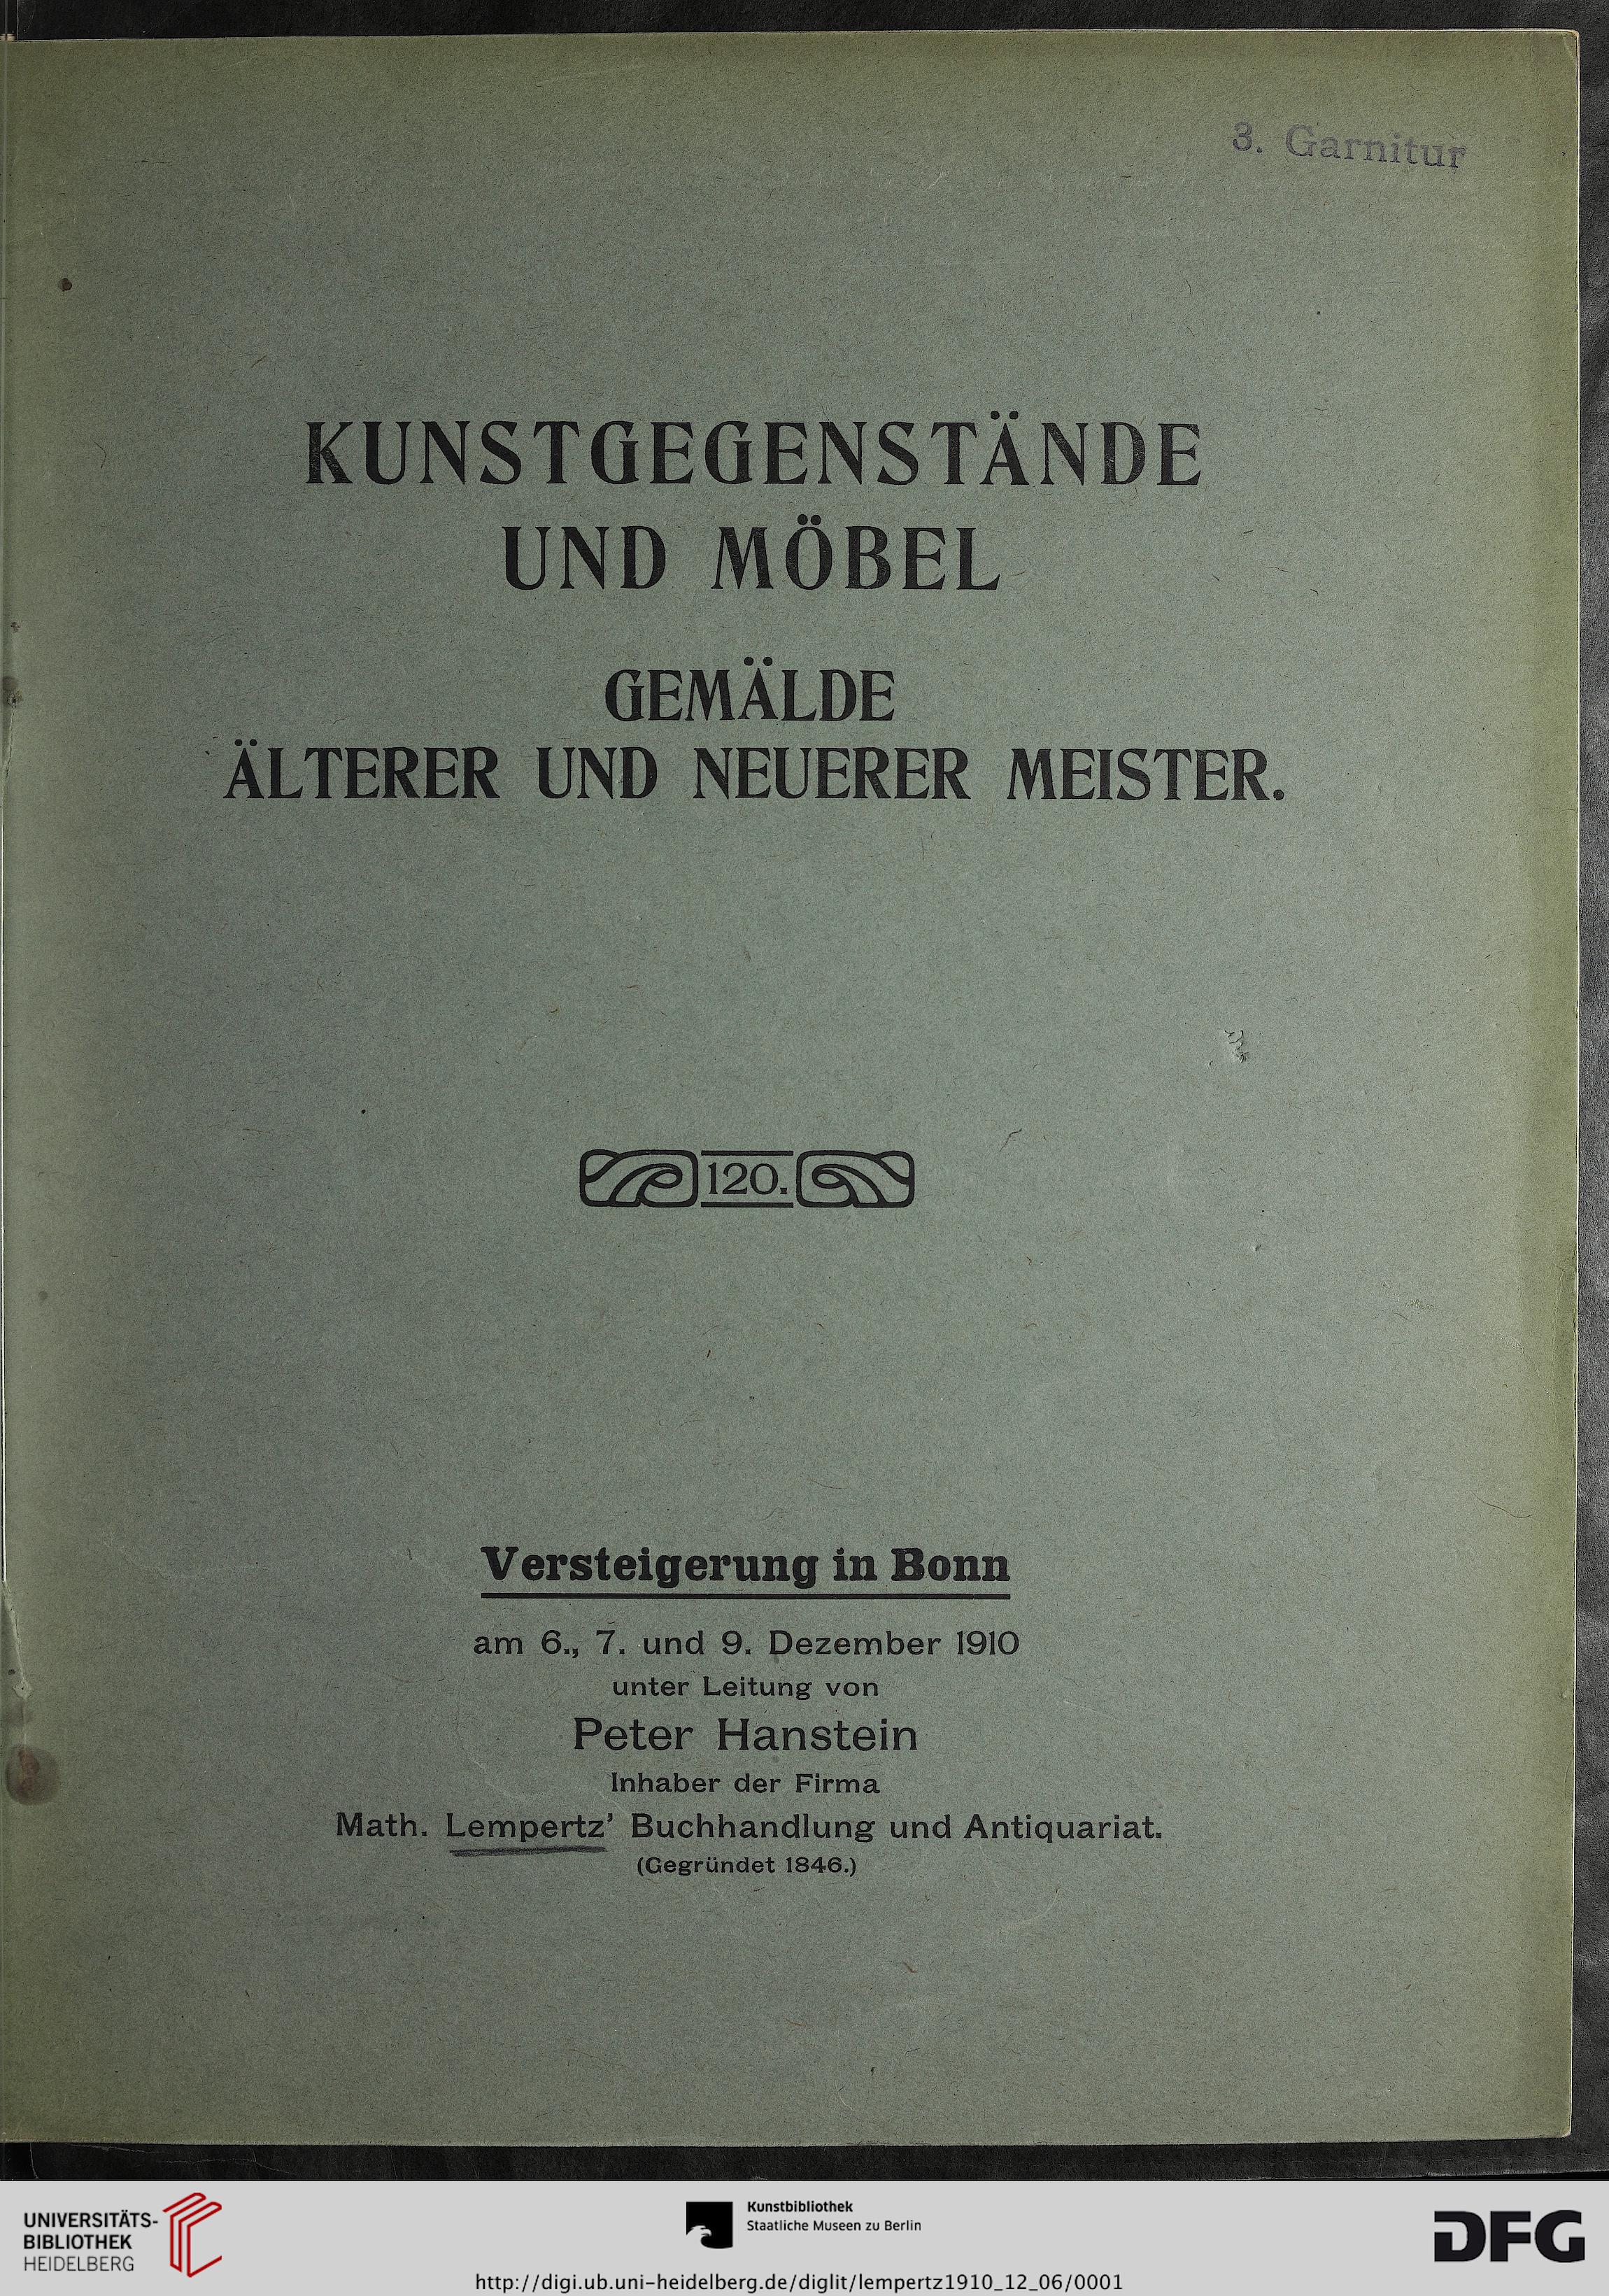 3. Garnitur
KUNSTGEGENSTÄNDE
UND MÖBEL
GEMÄLDE
ÄLTERER UND NEUERER MEISTER.
120.
Versteigerung in Bonn
am 6., 7. und 9. Dezember 1910
unter Leitung von
Peter Hanstein
Inhaber der Firma
Math. Lempertz' Buchhandlung und Antiquariat.
(Gegründet 1846.)
UNIVERSITÄTS-
BIBLIOTHEK
HEIDELBERG
Kunstbibliothek
Staatliche Museen zu Berlin
DFG
http://digi.ub.uni-heidelberg.de/diglit/lempertz1910_12_06/0001